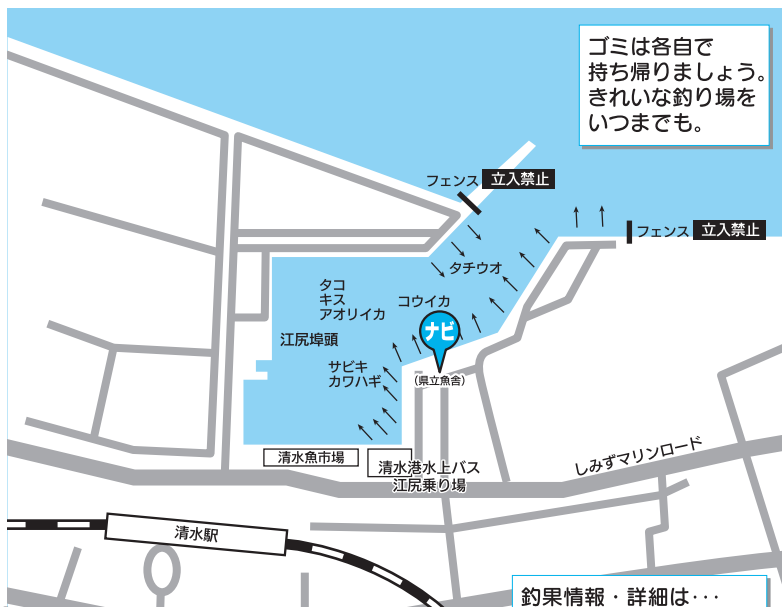 ゴミは各自で
持ち帰りましょう。
きれいな釣り場を
いつまでも。
フェンス 立入禁止
フェンス 立入禁止
タチウオ
タコ
キス
アオリイカ
コウイカ
江尻埠頭
ナビ
(県立魚舎)
サビキ
カワハギ
清水魚市場
清水港水上バス
江尻乗り場
しみずマリンロード
清水駅
釣果情報・詳細は・・・